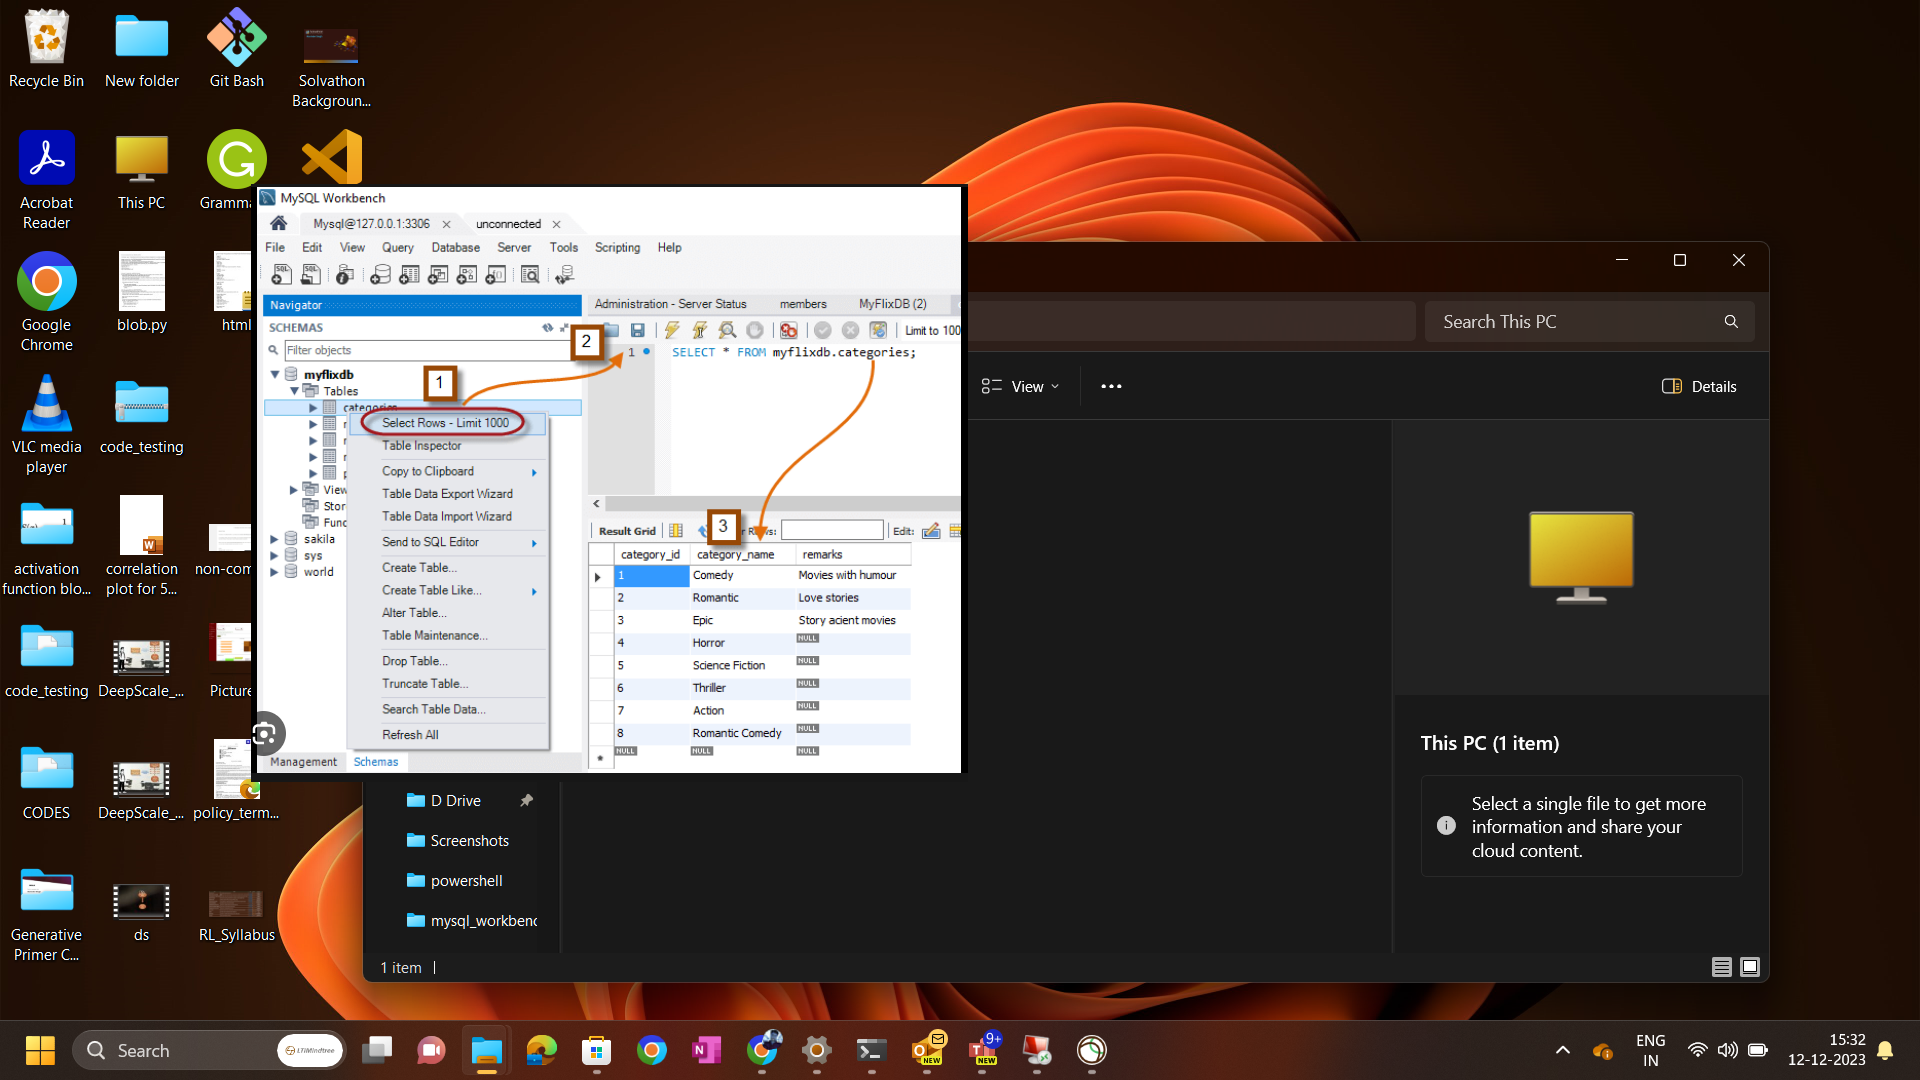 Recycle Bin
New folder
Git Bash
Solvathon
Backgroun...
Acrobat
Reader
This PC
Google
Chrome
blob.py
html
VLC media
player
code_testing
activation
function blo...
correlation
plot for 5...
non-com
code_testing
DeepScale_...
Picture
CODES
DeepScale_...
policy_term...
Generative
Primer C...
ds
RL_Syllabus
MySQL Workbench
Mysql@127.0.0.1:3306
unconnected
File Edit View Query Database Server Tools Scripting Help
Navigator
SCHEMAS
Filter objects
myflixdb
Tables
categories
Select Rows - Limit 1000
Table Inspector
Copy to Clipboard
Table Data Export Wizard
Table Data Import Wizard
Send to SQL Editor
Create Table...
Create Table Like...
Alter Table...
Table Maintenance...
Drop Table...
Truncate Table...
Search Table Data...
Refresh All
View
Stor
Func
sakila
sys
world
Management Schemas
1
2
3
Administration - Server Status members MyFlixDB (2)
Limit to 100
1 SELECT * FROM myflixdb.categories;
Result Grid
Rows:
Edit:
category_id category_name remarks
1 Comedy Movies with humour
2 Romantic Love stories
3 Epic Story acient movies
4 Horror NULL
5 Science Fiction NULL
6 Thriller NULL
7 Action NULL
8 Romantic Comedy NULL
NULL NULL NULL
Search This PC
View
Details
D Drive
Screenshots
powershell
mysql_workbenc
This PC (1 item)
Select a single file to get more
information and share your
cloud content.
1 item
Search
LTIMindtree
NEW
9+
NEW
ENG
IN
15:32
12-12-2023